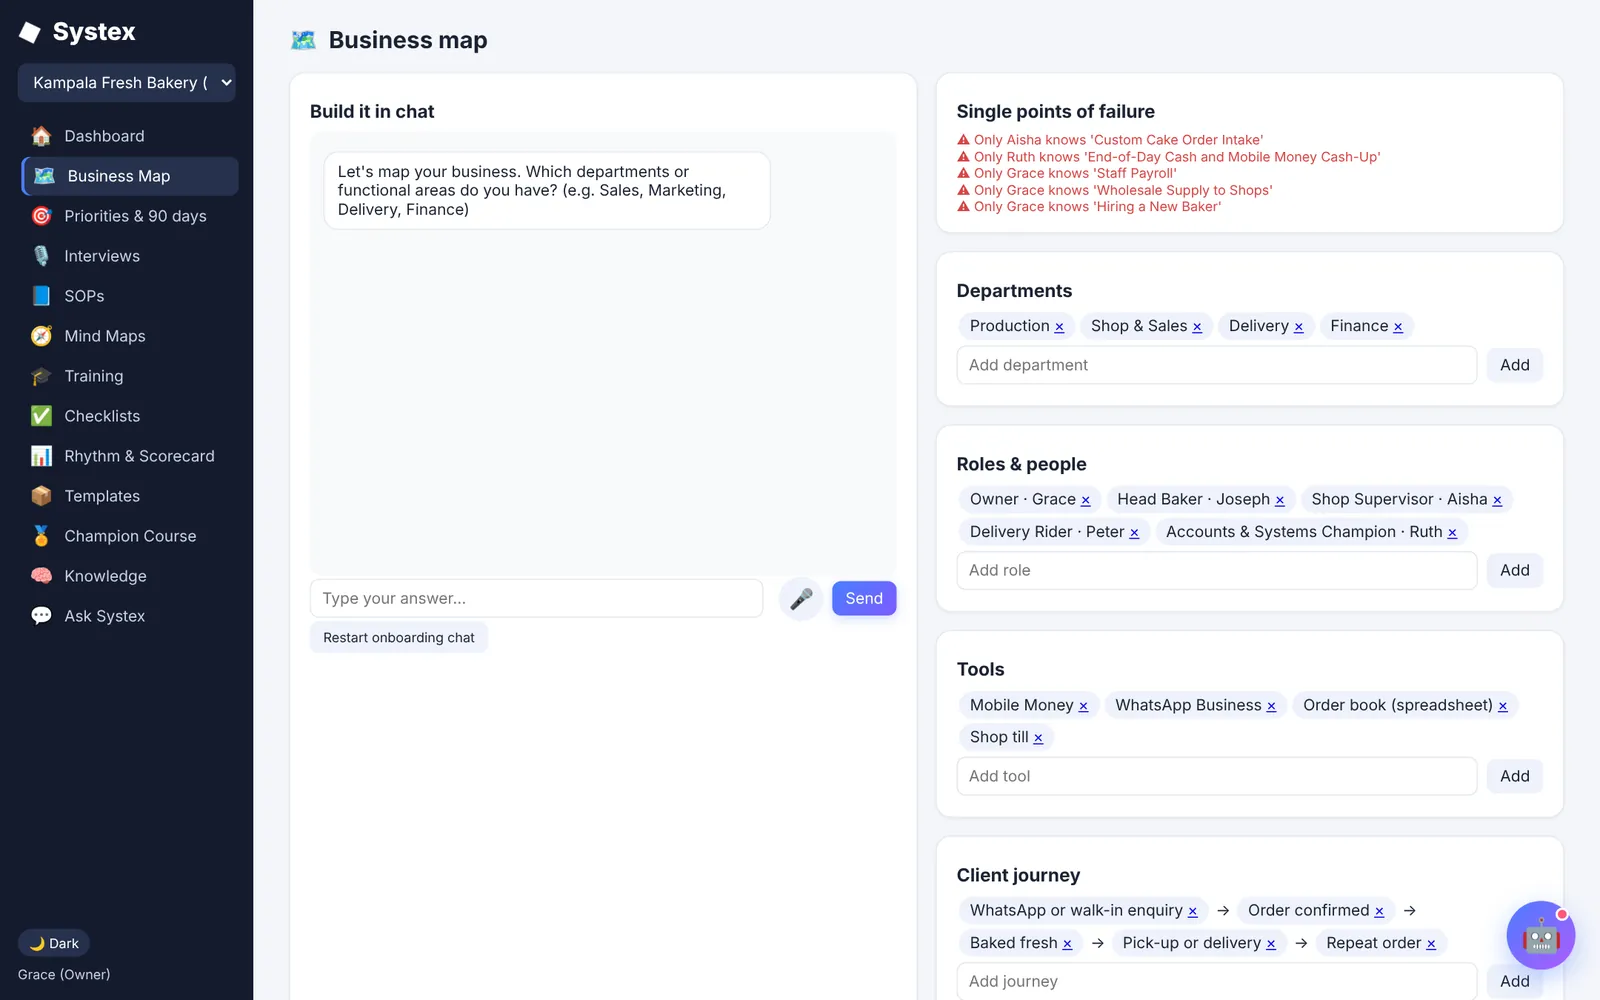 Systex
Kampala Fresh Bakery (
Dashboard
Business Map
Priorities & 90 days
Interviews
SOPs
Mind Maps
Training
Checklists
Rhythm & Scorecard
Templates
Champion Course
Knowledge
Ask Systex
Dark
Grace (Owner)
Business map
Build it in chat
Let's map your business. Which departments or
functional areas do you have? (e.g. Sales, Marketing,
Delivery, Finance)
Type your answer...
Send
Restart onboarding chat
Single points of failure
Only Aisha knows 'Custom Cake Order Intake'
Only Ruth knows 'End-of-Day Cash and Mobile Money Cash-Up'
Only Grace knows 'Staff Payroll'
Only Grace knows 'Wholesale Supply to Shops'
Only Grace knows 'Hiring a New Baker'
Departments
Production × Shop & Sales × Delivery × Finance ×
Add department Add
Roles & people
Owner · Grace × Head Baker · Joseph × Shop Supervisor · Aisha ×
Delivery Rider · Peter × Accounts & Systems Champion · Ruth ×
Add role Add
Tools
Mobile Money × WhatsApp Business × Order book (spreadsheet) ×
Shop till ×
Add tool Add
Client journey
WhatsApp or walk-in enquiry × → Order confirmed × →
Baked fresh × → Pick-up or delivery × → Repeat order ×
Add journey Add